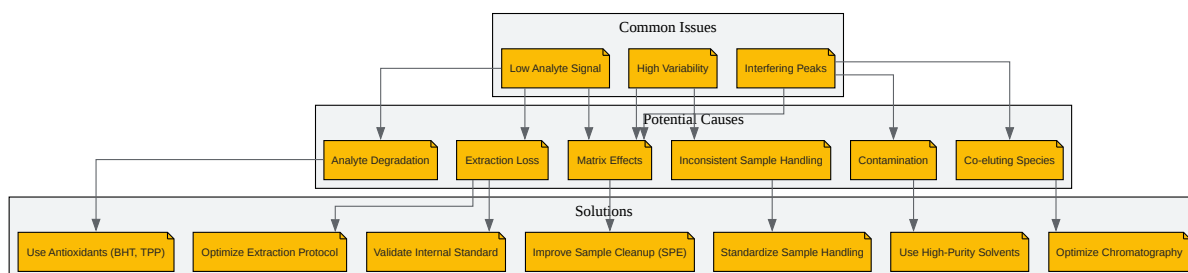 Common Issues
Low Analyte Signal
High Variability
Interfering Peaks
Potential Causes
Analyte Degradation
Extraction Loss
Matrix Effects
Inconsistent Sample Handling
Contamination
Co-eluting Species
Solutions
Use Antioxidants (BHT, TPP)
Optimize Extraction Protocol
Validate Internal Standard
Improve Sample Cleanup (SPE)
Standardize Sample Handling
Use High-Purity Solvents
Optimize Chromatography